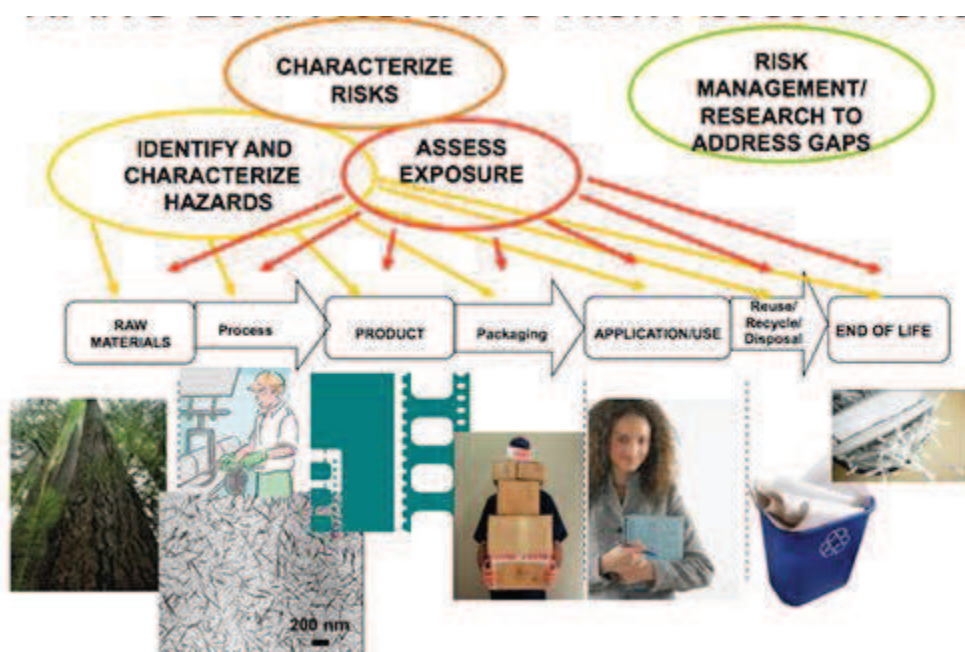 CHARACTERIZE
RISKS
RISK
MANAGEMENT/
RESEARCH TO
ADDRESS GAPS
IDENTIFY AND
CHARACTERIZE
HAZARDS
ASSESS
EXPOSURE
RAW
MATERIALS
Process
PRODUCT
Packaging
APPLICATION/USE
Reuse/
Recycle/
Disposal
END OF LIFE
200 nm